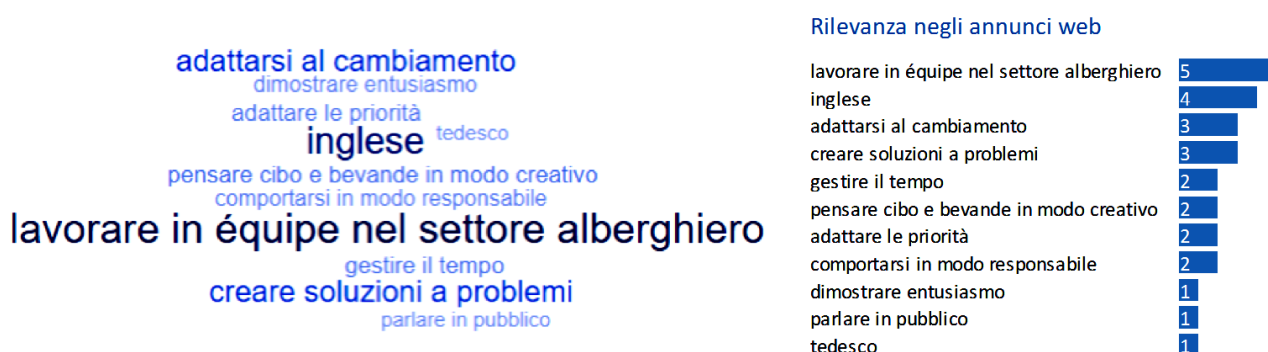 adattarsi al cambiamento
dimostrare entusiasmo
adattare le priorità
inglese tedesco
pensare cibo e bevande in modo creativo
comportarsi in modo responsabile
lavorare in équipe nel settore alberghiero
gestire il tempo
creare soluzioni a problemi
parlare in pubblico
Rilevanza negli annunci web
lavorare in équipe nel settore alberghiero 5
inglese 4
adattarsi al cambiamento 3
creare soluzioni a problemi 3
gestire il tempo 2
pensare cibo e bevande in modo creativo 2
adattare le priorità 2
comportarsi in modo responsabile 2
dimostrare entusiasmo 1
parlare in pubblico 1
tedesco 1